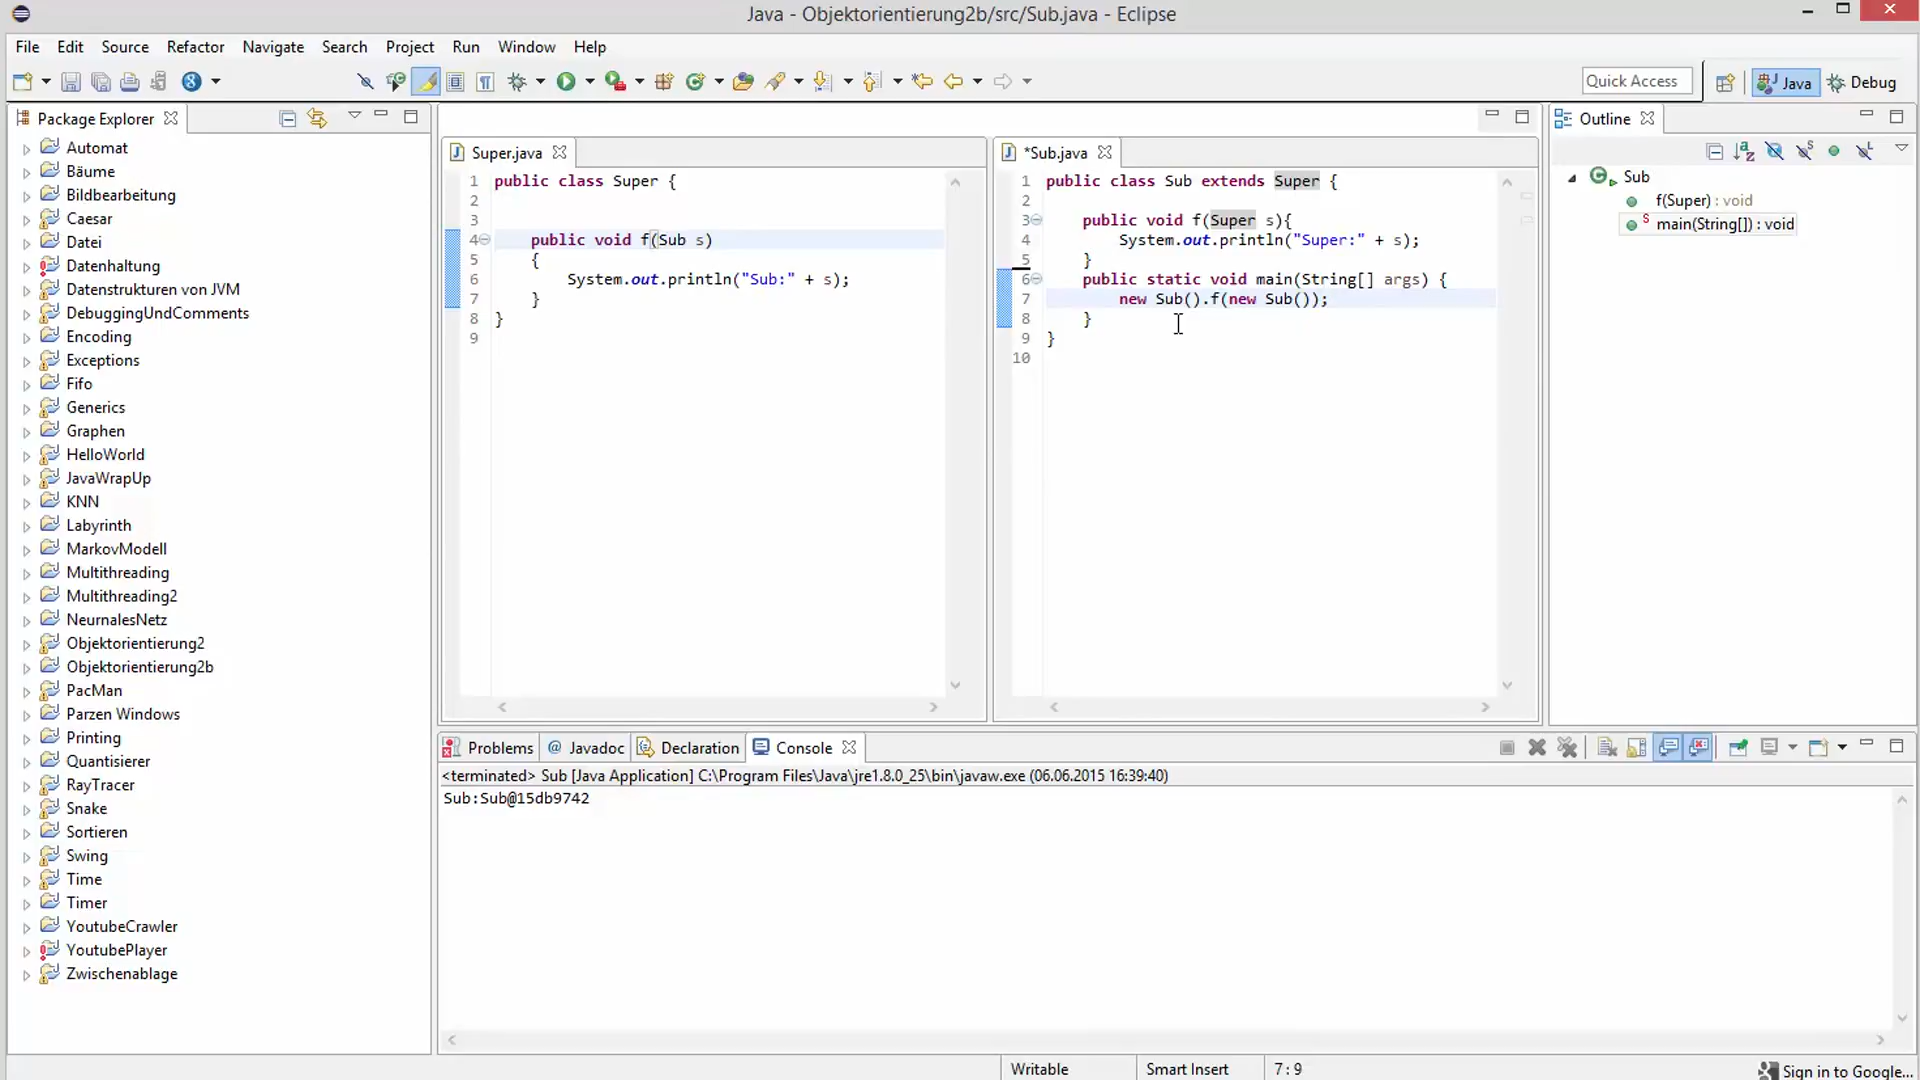 Java - Objektorientierung2b/src/Sub.java - Eclipse
File Edit Source Refactor Navigate Search Project Run Window Help
Quick Access Java Debug
Package Explorer
Automat
Bäume
Bildbearbeitung
Caesar
Datei
Datenhaltung
Datenstrukturen von JVM
DebuggingUndComments
Encoding
Exceptions
Fifo
Generics
Graphen
HelloWorld
JavaWrapUp
KNN
Labyrinth
MarkovModell
Multithreading
Multithreading2
NeurnalesNetz
Objektorientierung2
Objektorientierung2b
PacMan
Parzen Windows
Printing
Quantisierer
RayTracer
Snake
Sortieren
Swing
Time
Timer
YoutubeCrawler
YoutubePlayer
Zwischenablage
Super.java
1 public class Super {
2
3
4 public void f(Sub s)
5 {
6 System.out.println("Sub:" + s);
7 }
8 }
9
*Sub.java
1 public class Sub extends Super {
2
3 public void f(Super s){
4 System.out.println("Super:" + s);
5 }
6 public static void main(String[] args) {
7 new Sub().f(new Sub());
8 }
9 }
10
Outline
Sub
f(Super) : void
main(String[]) : void
Problems @ Javadoc Declaration Console
<terminated> Sub [Java Application] C:\Program Files\Java\jre1.8.0_25\bin\javaw.exe (06.06.2015 16:39:40)
Sub:Sub@15db9742
Writable Smart Insert 7 : 9 Sign in to Google...